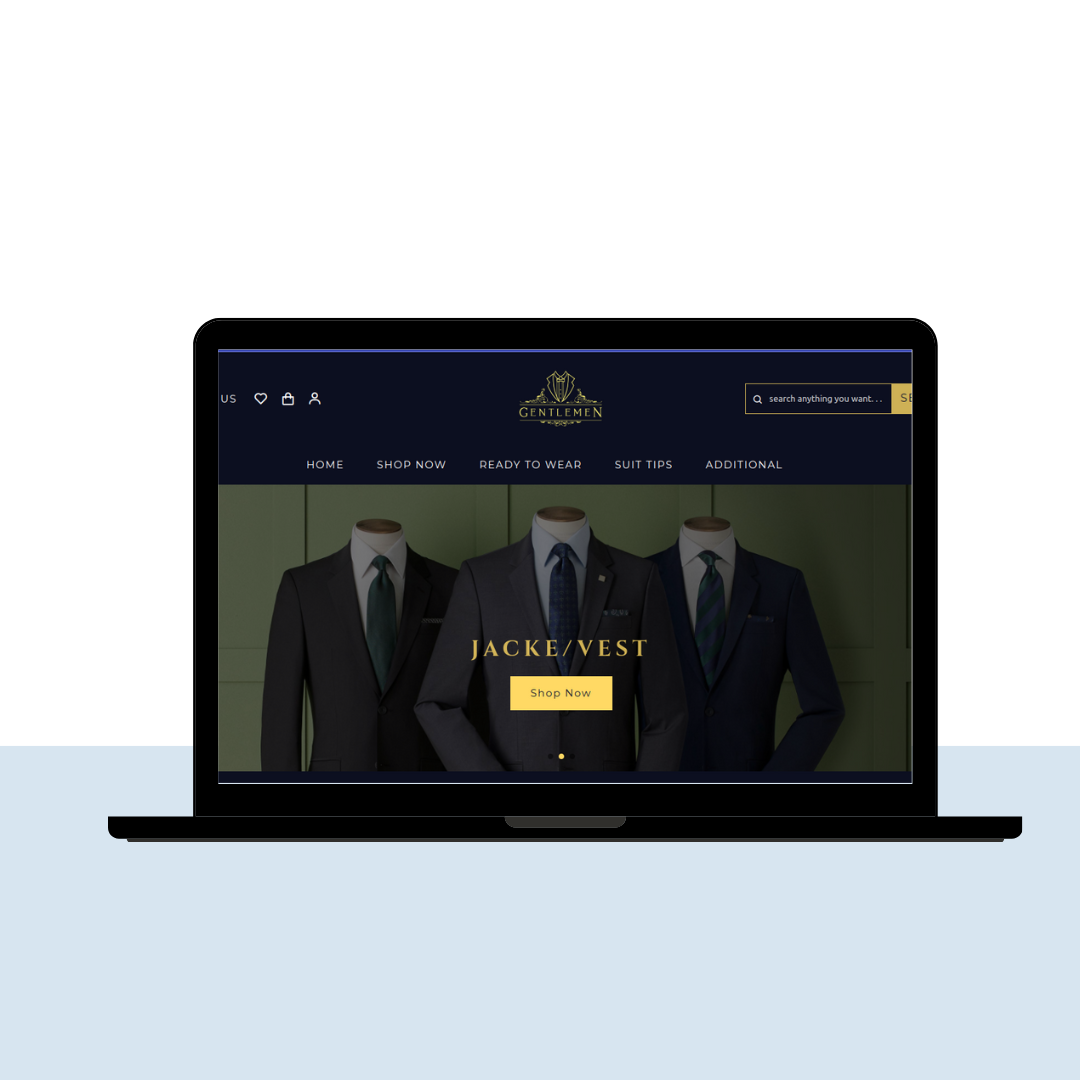 US
GENTLEMEN
search anything you want. . .
SE
HOME SHOP NOW READY TO WEAR SUIT TIPS ADDITIONAL
JACKE/VEST
Shop Now